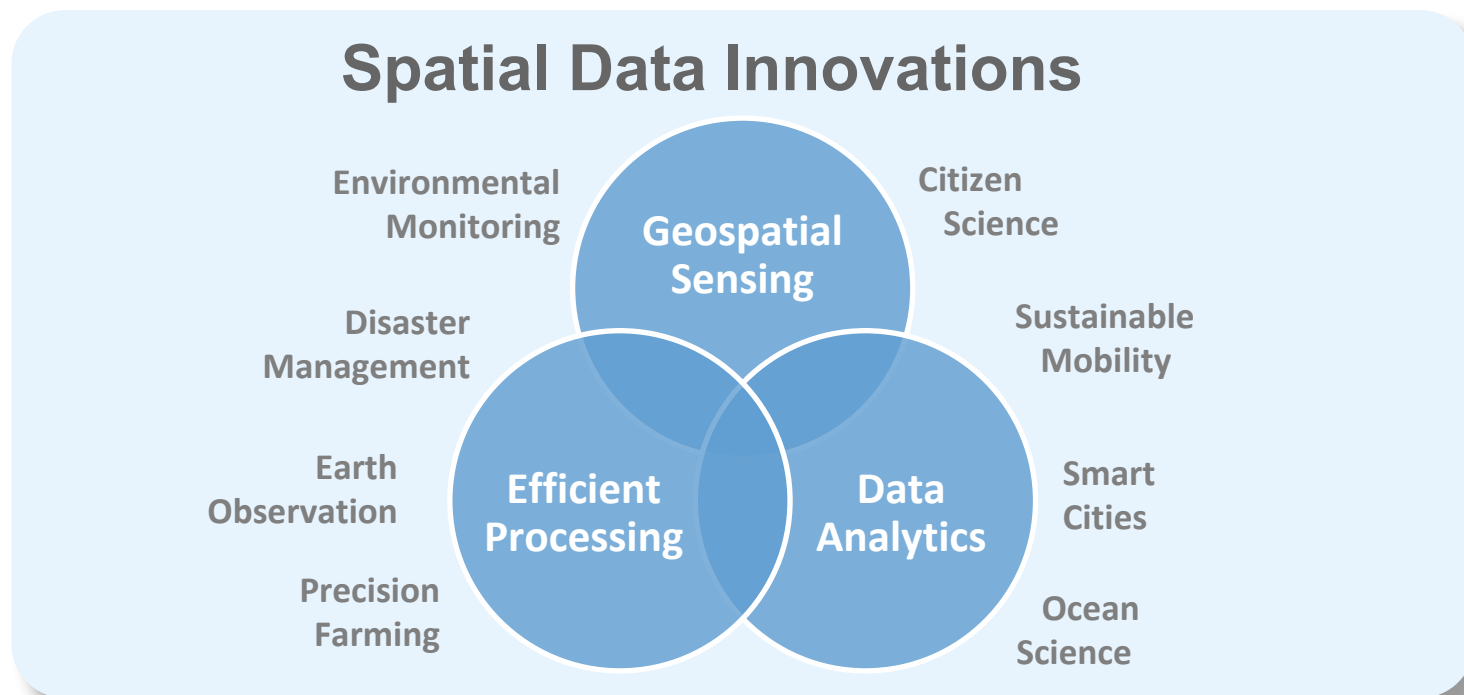 Spatial Data Innovations
Environmental
Monitoring
Citizen
Science
Geospatial
Sensing
Disaster
Management
Sustainable
Mobility
Earth
Observation
Efficient
Processing
Data
Analytics
Smart
Cities
Precision
Farming
Ocean
Science